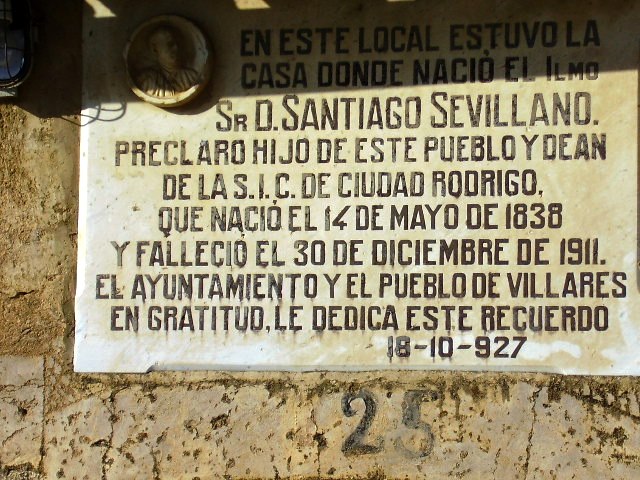 EN ESTE LOCAL ESTUVO LA
CASA DONDE NACIÓ EL ILMO
SR D. SANTIAGO SEVILLANO.
PRECLARO HIJO DE ESTE PUEBLO Y DEAN
DE LA S.I.C. DE CIUDAD RODRIGO,
QUE NACIÓ EL 14 DE MAYO DE 1838
Y FALLECIÓ EL 30 DE DICIEMBRE DE 1911.
EL AYUNTAMIENTO Y EL PUEBLO DE VILLARES
EN GRATITUD, LE DEDICA ESTE RECUERDO
18-10-927
25